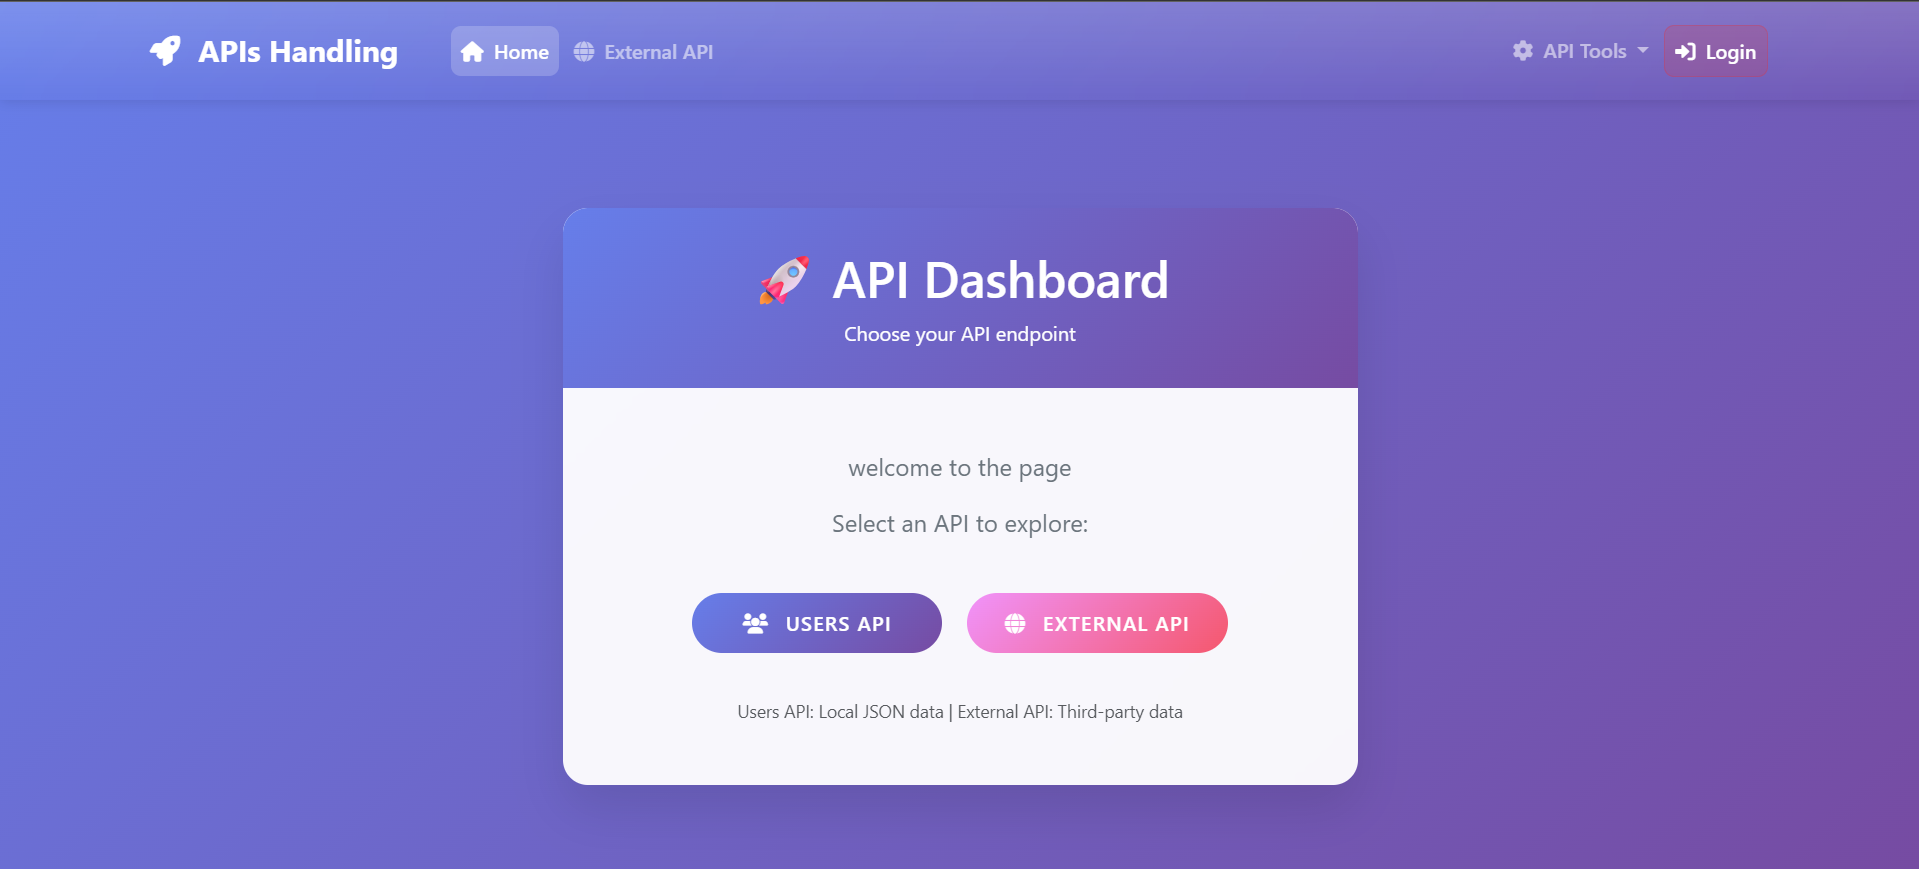 APIs Handling
Home
External API
API Tools
Login
API Dashboard
Choose your API endpoint
welcome to the page
Select an API to explore:
USERS API
EXTERNAL API
Users API: Local JSON data | External API: Third-party data